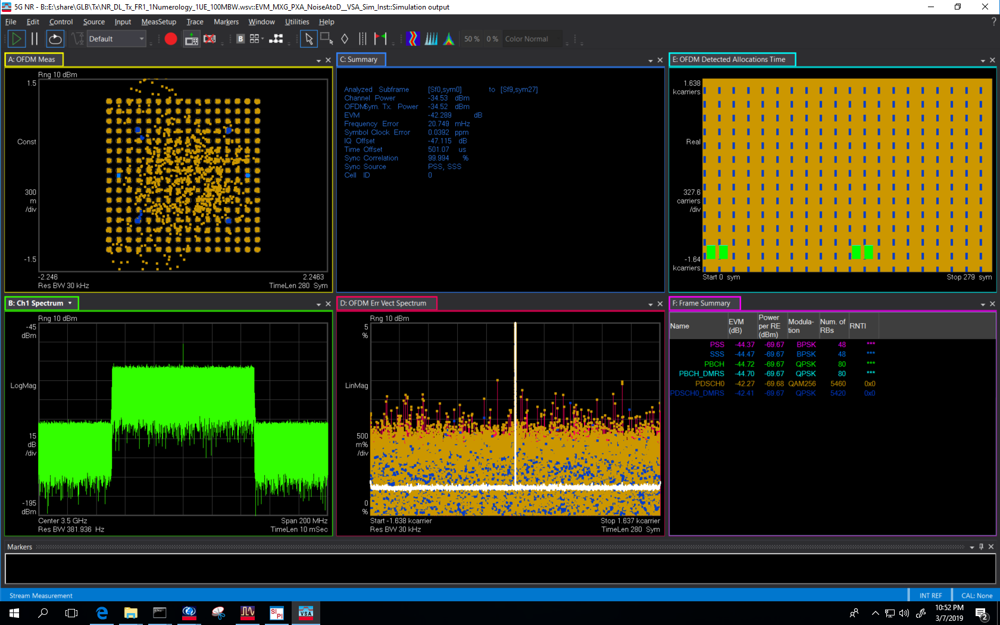 5G NR - B::E:\share\GLB\Tx\NR_DL_Tx_FR1_1Numerology_1UE_100MBW.wsv::EVM_MXG_PXA_NoiseAtoD__VSA_Sim_Inst::Simulation output
File Edit Control Source Input MeasSetup Trace Markers Window Utilities Help
Default B 50 % 0 % Color Normal
A: OFDM Meas
Rng 10 dBm
1.5
Const
300
m
/div
-1.5
-2.246 2.2463
Res BW 30 kHz TimeLen 280 Sym
C: Summary
Analyzed Subframe [Sf0,sym0] to [Sf9,sym27]
Channel Power -34.53 dBm
OFDMSym. Tx. Power -34.52 dBm
EVM -42.289 dB
Frequency Error 20.749 mHz
Symbol Clock Error 0.0392 ppm
IQ Offset -47.115 dB
Time Offset 501.07 us
Sync Correlation 99.994 %
Sync Source PSS, SSS
Cell ID 0
E: OFDM Detected Allocations Time
1.638
kcarriers
Real
327.6
carriers
/div
-1.64
kcarriers
Start 0 sym Stop 279 sym
B: Ch1 Spectrum
Rng 10 dBm
-45
dBm
LogMag
15
dB
/div
-195
dBm
Center 3.5 GHz Span 200 MHz
Res BW 381.936 Hz TimeLen 10 mSec
D: OFDM Err Vect Spectrum
Rng 10 dBm
5
%
LinMag
500
m%
/div
0
%
Start -1.638 kcarrier Stop 1.637 kcarrier
Res BW 30 kHz TimeLen 280 Sym
F: Frame Summary
Name EVM (dB) Power per RE (dBm) Modula-tion Num. of RBs RNTI
PSS -44.37 -69.67 BPSK 48 ***
SSS -44.47 -69.67 BPSK 48 ***
PBCH -44.72 -69.67 QPSK 80 ***
PBCH_DMRS -44.70 -69.67 QPSK 80 ***
PDSCH0 -42.27 -69.68 QAM256 5460 0x0
PDSCH0_DMRS -42.41 -69.67 QPSK 5420 0x0
Markers
Stream Measurement INT REF CAL: None
SI PI VSA
10:52 PM
3/7/2019
2